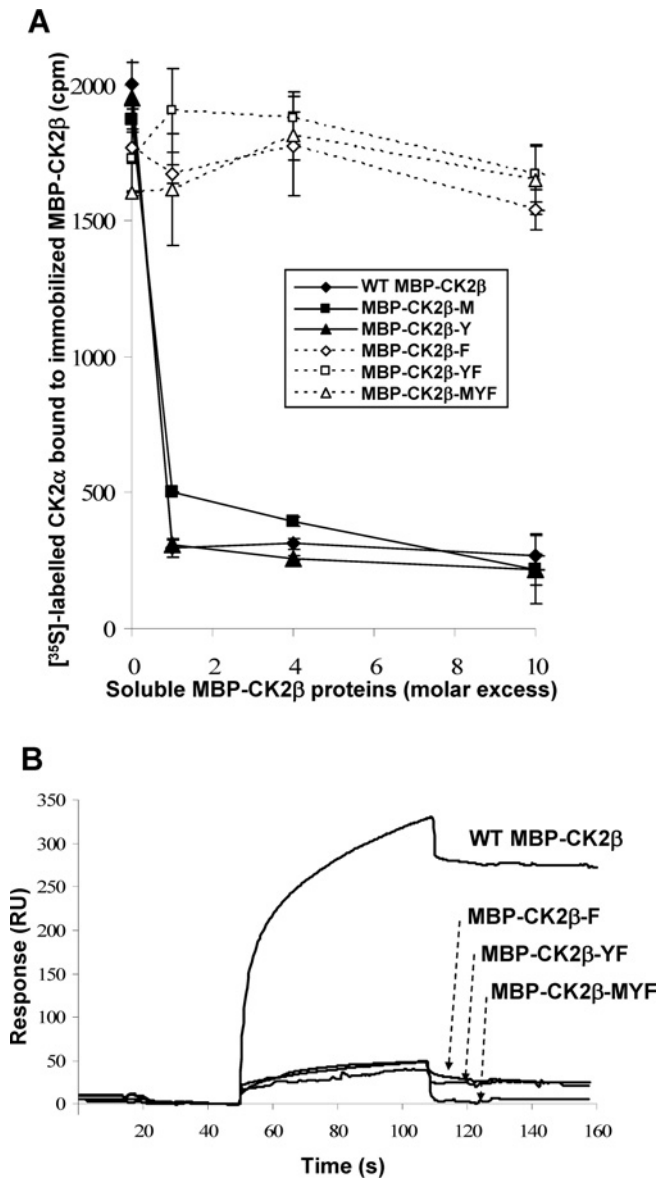 A
[³⁵S]-labelled CK2α bound to immobilized MBP-CK2β (cpm)
2000
1500
1000
500
0
WT MBP-CK2β
MBP-CK2β-M
MBP-CK2β-Y
MBP-CK2β-F
MBP-CK2β-YF
MBP-CK2β-MYF
0 2 4 6 8 10
Soluble MBP-CK2β proteins (molar excess)
B
Response (RU)
350
300
250
200
150
100
50
0
WT MBP-CK2β
MBP-CK2β-F
MBP-CK2β-YF
MBP-CK2β-MYF
20 40 60 80 100 120 140 160
Time (s)